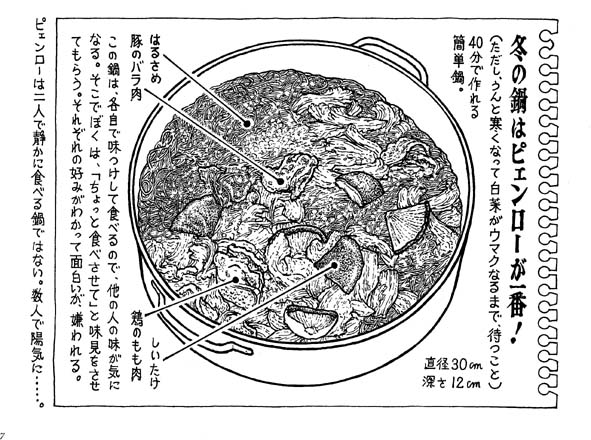 冬の鍋はピェンローが一番！
（ただし、うんと寒くなって白菜がウマクなるまで、待つこと）
40分で作れる
簡単鍋。
はるさめ
豚のバラ肉
しいたけ
鶏のもも肉
直径30cm
深さ12cm
この鍋は、各自で味つけして食べるので、他の人の味が気に
なる。そこでぼくは、「ちょっと食べさせて」と味見をさせ
てもらう。それぞれの好みがわかって面白いが、嫌われる。
ピェンローは二人で静かに食べる鍋ではない。数人で陽気に……。
7